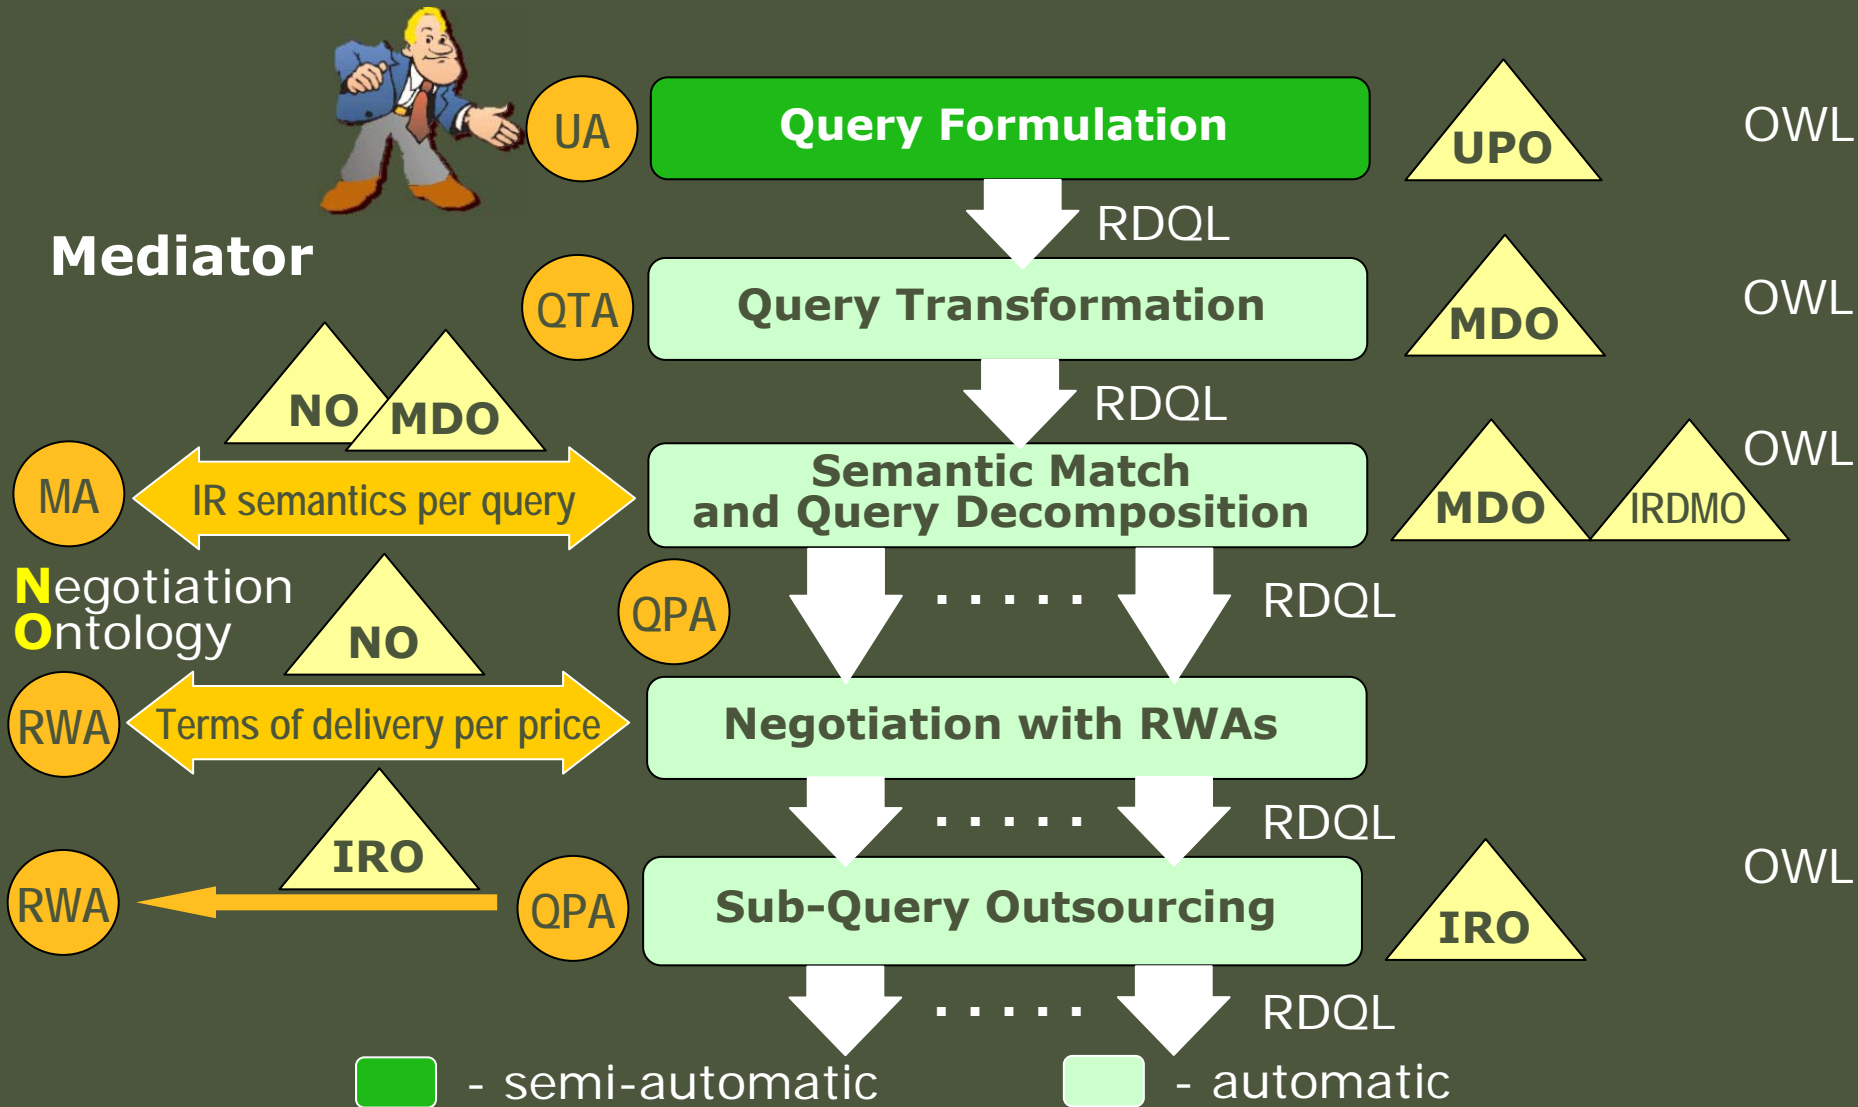 UA
Query Formulation
UPO
OWL
RDQL
Mediator
QTA
Query Transformation
MDO
OWL
RDQL
NO
MDO
MA
IR semantics per query
Semantic Match
and Query Decomposition
MDO
IRDMO
OWL
Negotiation
Ontology
NO
QPA
. . . . .
RDQL
RWA
Terms of delivery per price
Negotiation with RWAs
. . . . .
RDQL
IRO
RWA
QPA
Sub-Query Outsourcing
IRO
OWL
. . . . .
RDQL
- semi-automatic
- automatic